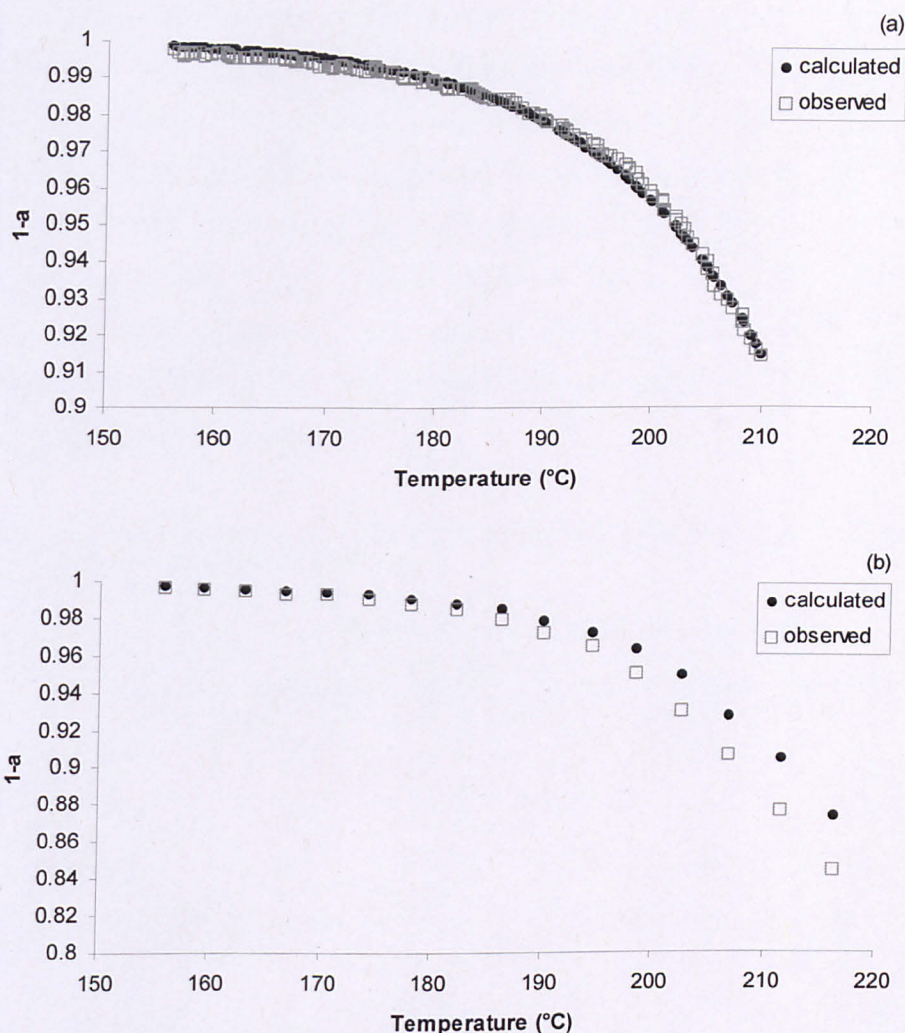 (a)
1
0.99
0.98
0.97
0.96
0.95
0.94
0.93
0.92
0.91
0.9
1-a
calculated
observed
150 160 170 180 190 200 210 220
Temperature (°C)
(b)
1
0.98
0.96
0.94
0.92
0.9
0.88
0.86
0.84
0.82
0.8
1-a
calculated
observed
150 160 170 180 190 200 210 220
Temperature (°C)